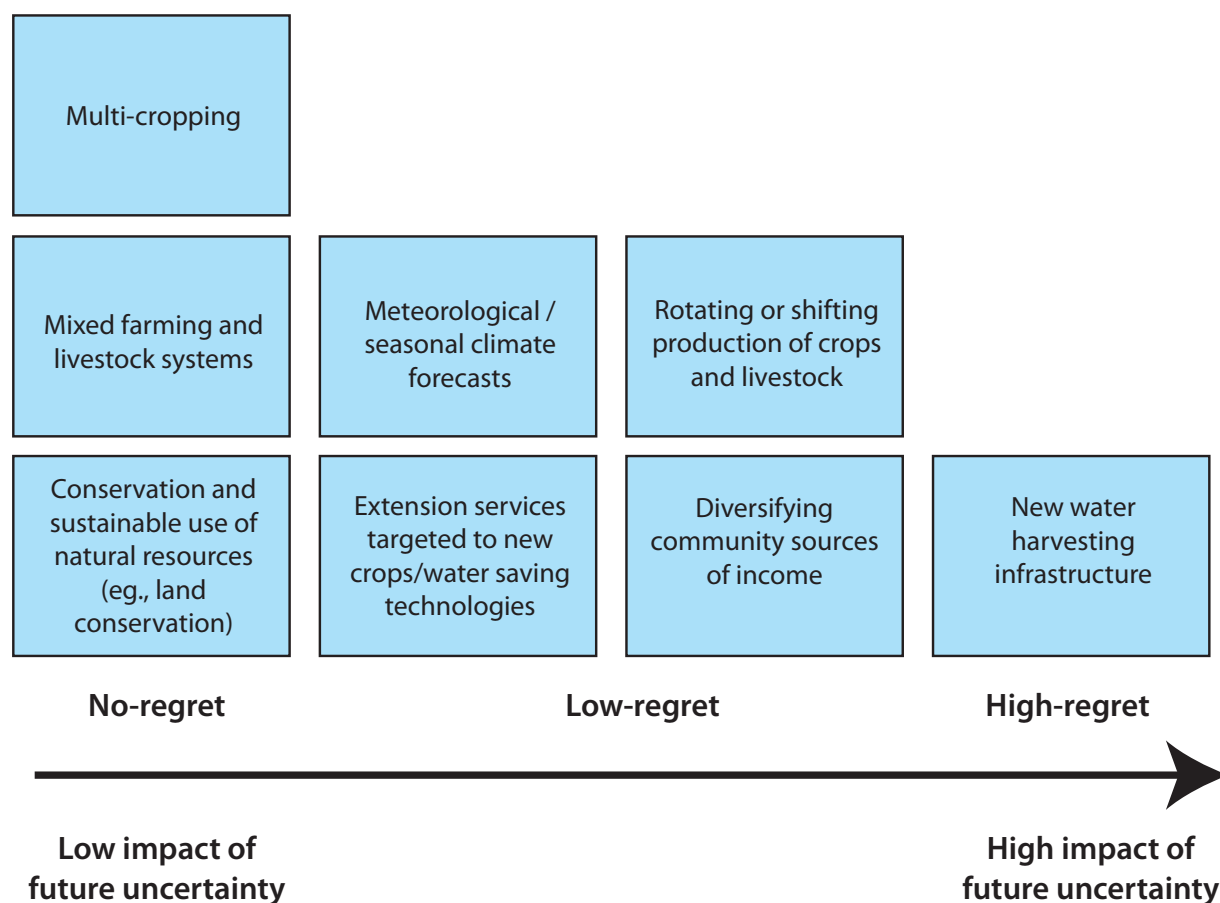 Multi-cropping
Mixed farming and
livestock systems
Meteorological /
seasonal climate
forecasts
Rotating or shifting
production of crops
and livestock
Conservation and
sustainable use of
natural resources
(eg., land
conservation)
Extension services
targeted to new
crops/water saving
technologies
Diversifying
community sources
of income
New water
harvesting
infrastructure
No-regret
Low-regret
High-regret
Low impact of
future uncertainty
High impact of
future uncertainty